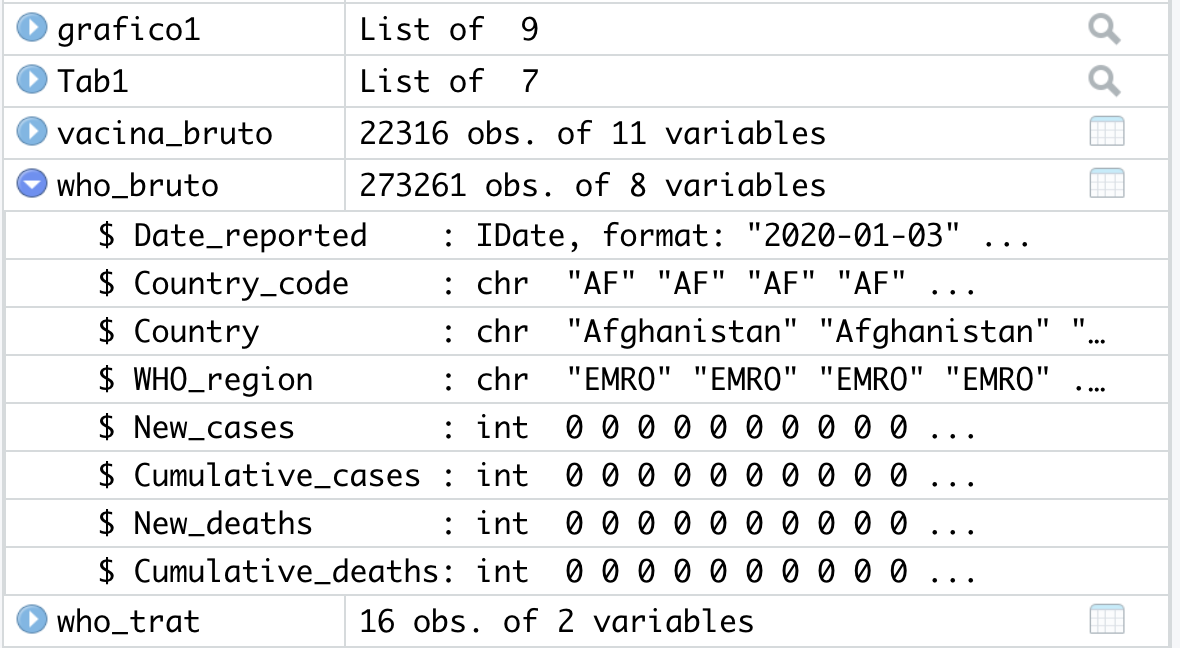 grafico1 List of  9
Tab1 List of  7
vacina_bruto 22316 obs. of 11 variables
who_bruto 273261 obs. of 8 variables
$ Date_reported    : IDate, format: "2020-01-03" ...
$ Country_code     : chr  "AF" "AF" "AF" "AF" ...
$ Country          : chr  "Afghanistan" "Afghanistan" "…
$ WHO_region       : chr  "EMRO" "EMRO" "EMRO" "EMRO" .…
$ New_cases        : int  0 0 0 0 0 0 0 0 0 0 ...
$ Cumulative_cases : int  0 0 0 0 0 0 0 0 0 0 ...
$ New_deaths       : int  0 0 0 0 0 0 0 0 0 0 ...
$ Cumulative_deaths: int  0 0 0 0 0 0 0 0 0 0 ...
who_trat 16 obs. of 2 variables